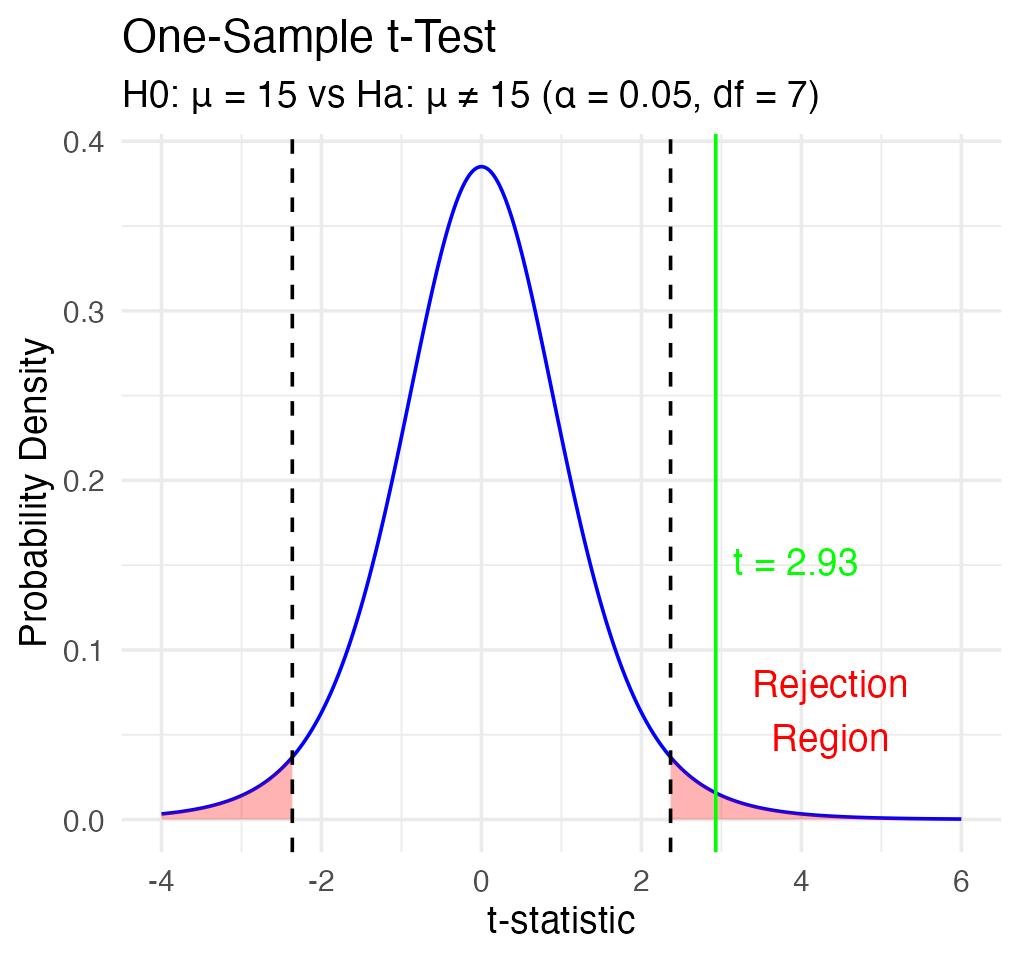 One-Sample t-Test
H0: μ = 15 vs Ha: μ ≠ 15 (α = 0.05, df = 7)
Probability Density
0.4
0.3
0.2
0.1
0.0
t = 2.93
Rejection
Region
-4
-2
0
2
4
6
t-statistic